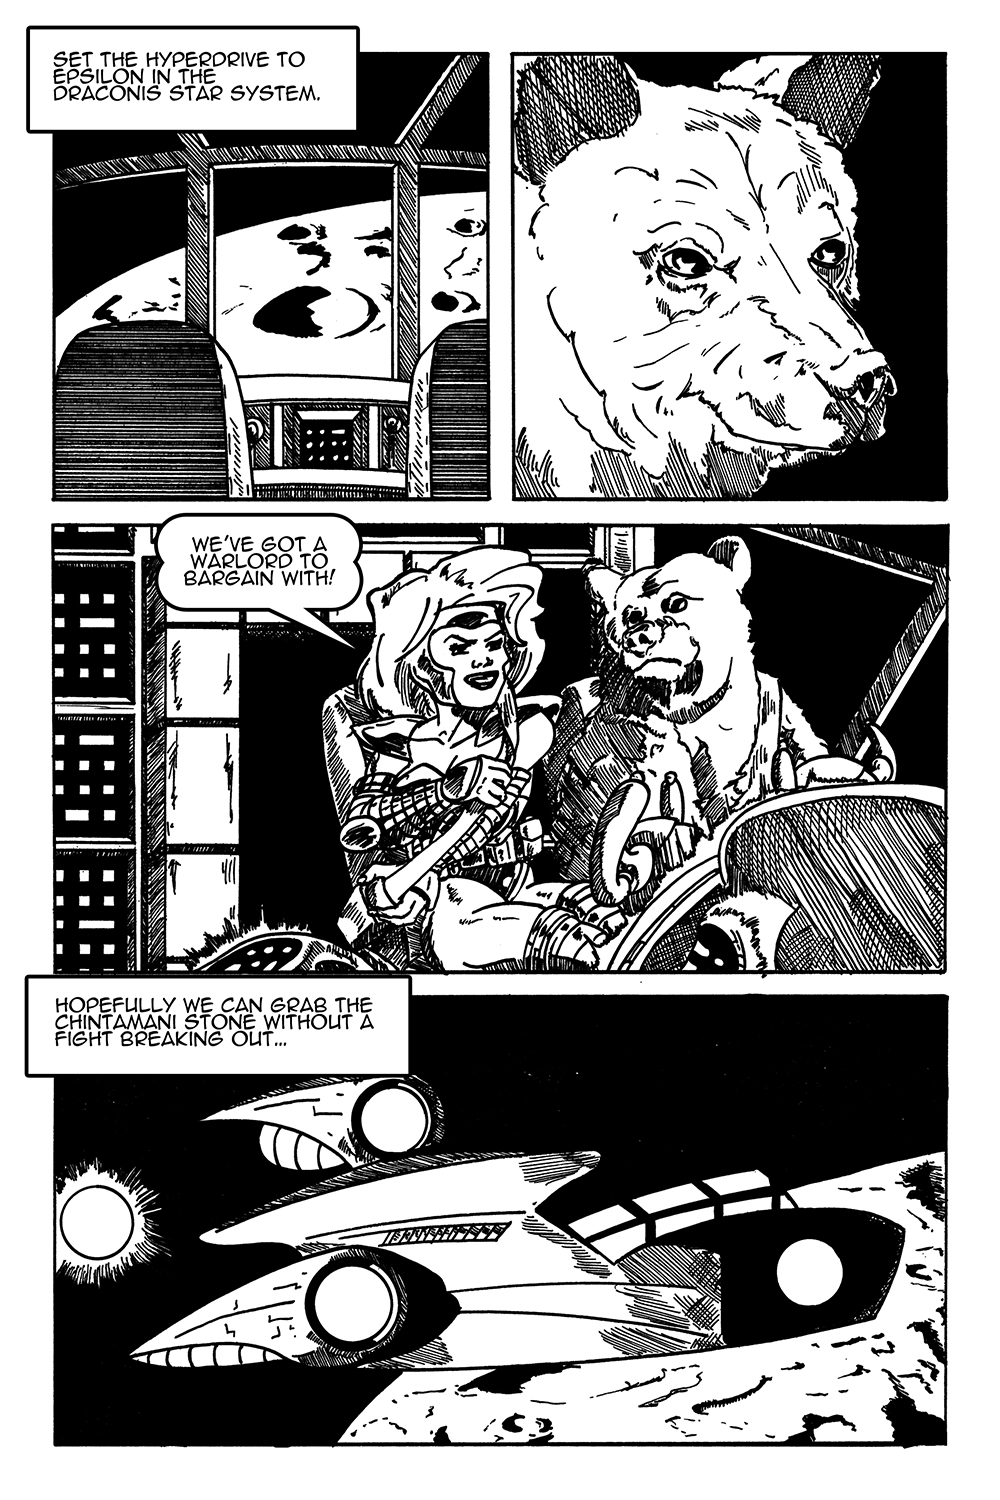 SET THE HYPERDRIVE TO
EPSILON IN THE
DRACONIS STAR SYSTEM.
WE'VE GOT A
WARLORD TO
BARGAIN WITH!
HOPEFULLY WE CAN GRAB THE
CHINTAMANI STONE WITHOUT A
FIGHT BREAKING OUT...